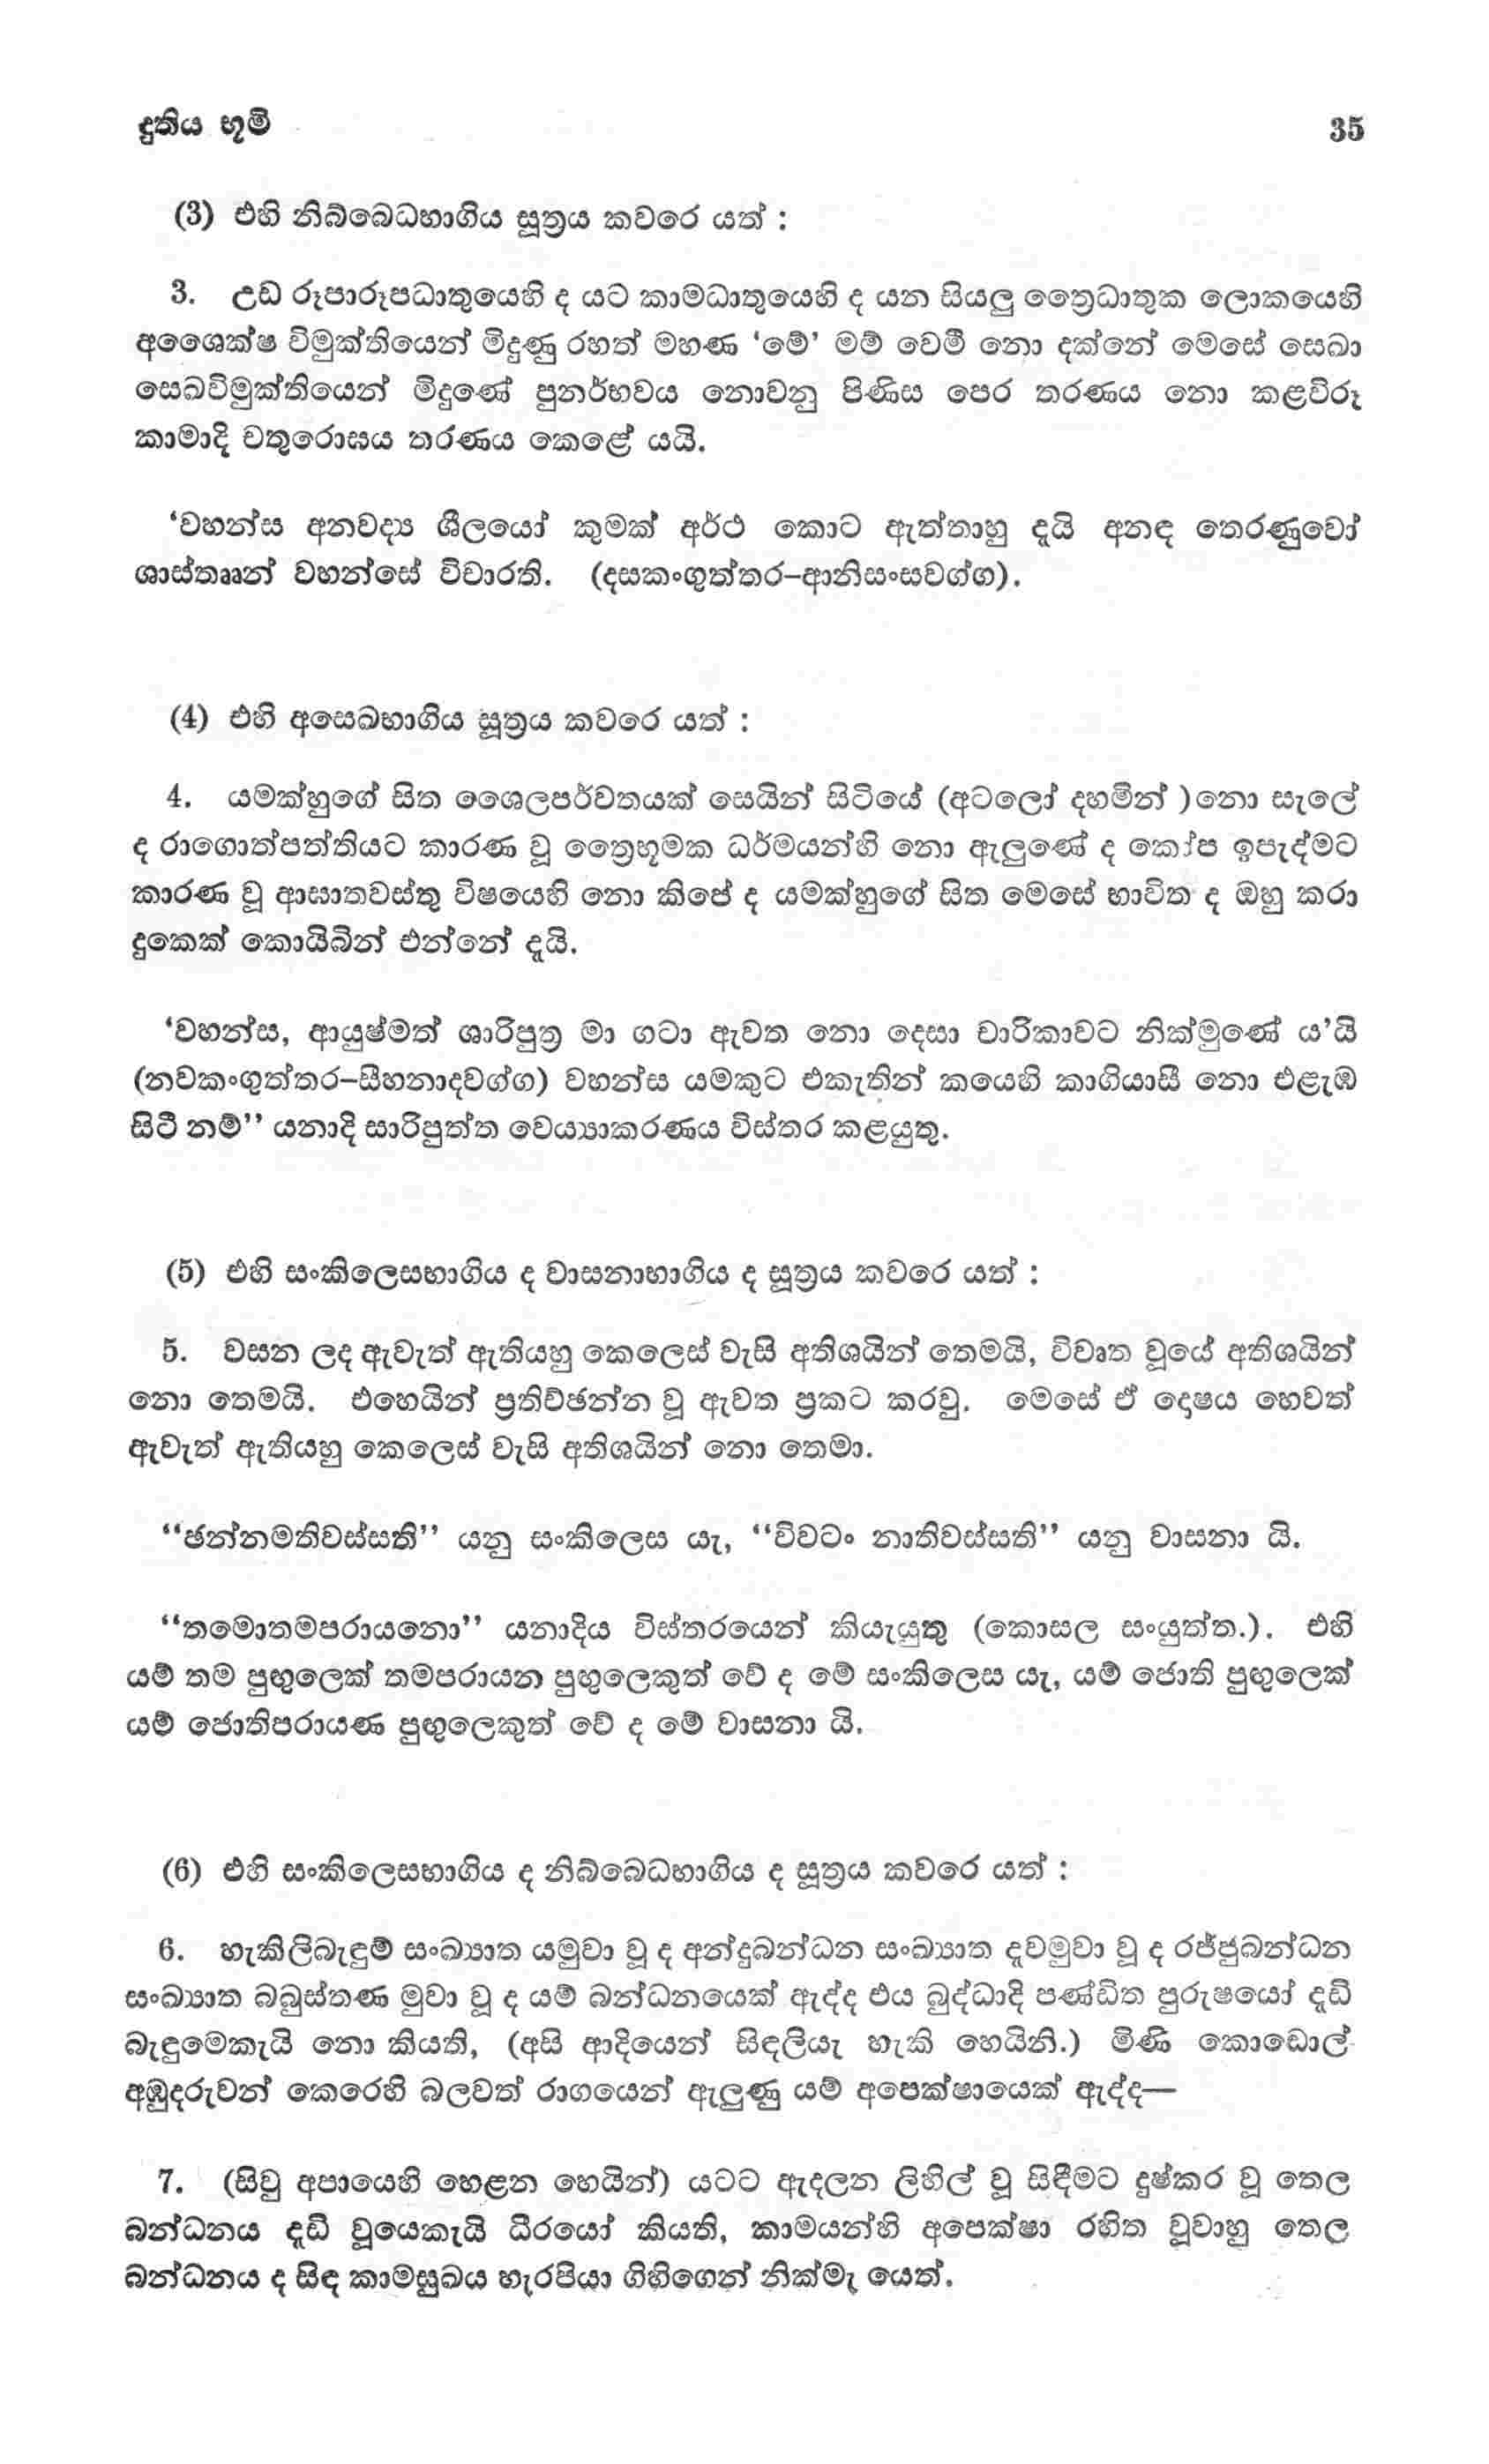 දුතිය භූමි 35
(3) එහි නිබ්බෙධභාගිය සූත්‍රය කවරෙ යත් :
3. උඩ රූපාරූපධාතුයෙහි ද යට කාමධාතුයෙහි ද යන සියලු ත්‍රෛධාතුක ලොකයෙහි
අශෛක්ෂ විමුක්තියෙන් මිදුණු රහත් මහණ ‘මේ’ මම් වෙමී නො දක්නේ මෙසේ සෙඛා
සෙඛවිමුක්තියෙන් මිදුණේ පුනර්භවය නොවනු පිණිස පෙර තරණය නො කළවිරූ
කාමාදි චතුරොඝය තරණය කෙළේ යයි.
‘වහන්ස අනවද්‍ය ශීලයෝ කුමක් අර්ථ කොට ඇත්තාහු දැයි අනඳ තෙරණුවෝ
ශාස්තෲන් වහන්සේ විචාරති. (දසකංගුත්තර–ආනිසංසවග්ග).
(4) එහි අසෙඛභාගිය සූත්‍රය කවරෙ යත් :
4. යමක්හුගේ සිත ශෛලපර්වතයක් සෙයින් සිටියේ (අටලෝ දහමින් )නො සැලේ
ද රාගොත්පත්තියට කාරණ වූ ත්‍රෛභූමක ධර්මයන්හි නො ඇලුණේ ද කෝප ඉපැද්මට
කාරණ වූ ආඝාතවස්තු විෂයෙහි නො කිපේ ද යමක්හුගේ සිත මෙසේ භාවිත ද ඔහු කරා
දුකෙක් කොයිබින් එන්නේ දැයි.
‘වහන්ස, ආයුෂ්මත් ශාරිපුත්‍ර මා ගටා ඇවත නො දෙසා චාරිකාවට නික්මුණේ ය’යි
(නවකංගුත්තර–සීහනාදවග්ග) වහන්ස යමකුට එකැතින් කයෙහි කාගියාසී නො එළැඹ
සිටී නම්” යනාදි සාරිපුත්ත වෙය්‍යාකරණය විස්තර කළයුතු.
(5) එහි සංකිලෙසභාගිය ද වාසනාභාගිය ද සූත්‍රය කවරෙ යත් :
5. වසන ලද ඇවැත් ඇතියහු කෙලෙස් වැසි අතිශයින් තෙමයි, විවෘත වූයේ අතිශයින්
නො තෙමයි. එහෙයින් ප්‍රතිච්ඡන්න වූ ඇවත ප්‍රකට කරවු. මෙසේ ඒ දොෂය හෙවත්
ඇවැත් ඇතියහු කෙලෙස් වැසි අතිශයින් නො තෙමා.
“ඡන්නමතිවස්සති” යනු සංකිලෙස යැ, “විවටං නාතිවස්සති” යනු වාසනා යි.
“තමොතමපරායනො” යනාදිය විස්තරයෙන් කියැයුතු (කොසල සංයුත්ත.). එහි
යම් තම පුඟුලෙක් තමපරායන පුඟුලෙකුත් වේ ද මේ සංකිලෙස යැ, යම් ජොති පුඟුලෙක්
යම් ජොතිපරායණ පුඟුලෙකුත් වේ ද මේ වාසනා යි.
(6) එහි සංකිලෙසභාගිය ද නිබ්බෙධභාගිය ද සූත්‍රය කවරෙ යත් :
6. හැකිලිබැඳුම් සංඛ්‍යාත යමුවා වූ ද අන්දුබන්ධන සංඛ්‍යාත දැවමුවා වූ ද රජ්ජුබන්ධන
සංඛ්‍යාත බබුස්තණ මුවා වූ ද යම් බන්ධනයෙක් ඇද්ද එය බුද්ධාදි පණ්ඩිත පුරුෂයෝ දැඩි
බැඳුමෙකැයි නො කියති, (අසි ආදියෙන් සිඳලියැ හැකි හෙයිනි.) මිණි කොඩොල්
අඹුදරුවන් කෙරෙහි බලවත් රාගයෙන් ඇලුණු යම් අපෙක්ෂායෙක් ඇද්ද—
7. (සිවු අපායෙහි හෙළන හෙයින්) යටට ඇදලන ලිහිල් වූ සිඳීමට දුෂ්කර වූ තෙල
බන්ධනය දැඩි වූයෙකැයි ධීරයෝ කියති, කාමයන්හි අපෙක්ෂා රහිත වූවාහු තෙල
බන්ධනය ද සිඳ කාමසුඛය හැරපියා ගිහිගෙන් නික්මැ යෙත්.